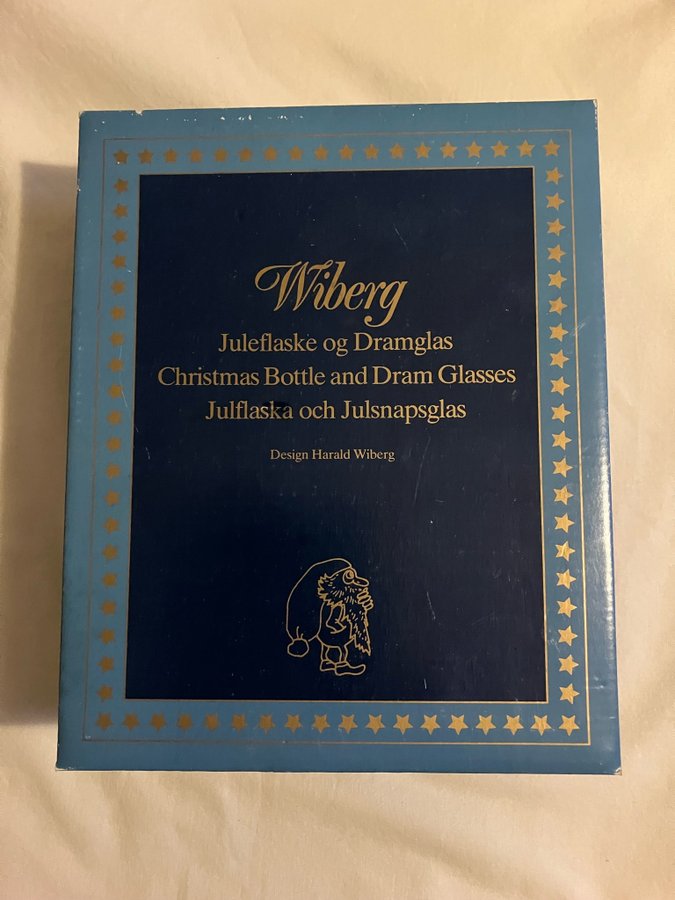 Wiberg
Juleflaske og Dramglas
Christmas Bottle and Dram Glasses
Julflaska och Julsnapsglas
Design Harald Wiberg